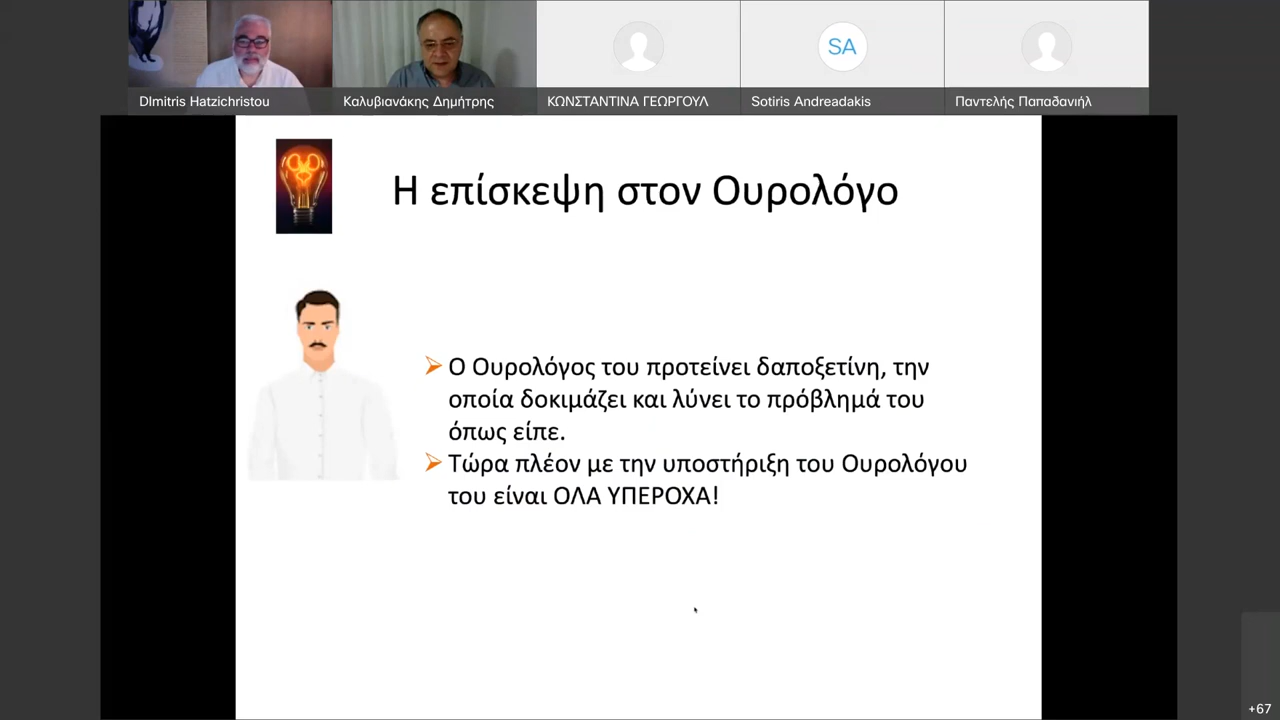 DImitris Hatzichristou
Καλυβιανάκης Δημήτρης
ΚΩΝΣΤΑΝΤΙΝΑ ΓΕΩΡΓΟΥΛ
SA
Sotiris Andreadakis
Παντελής Παπαδανιήλ
Η επίσκεψη στον Ουρολόγο
Ο Ουρολόγος του προτείνει δαποξετίνη, την
οποία δοκιμάζει και λύνει το πρόβλημά του
όπως είπε.
Τώρα πλέον με την υποστήριξη του Ουρολόγου
του είναι ΟΛΑ ΥΠΕΡΟΧΑ!
+67